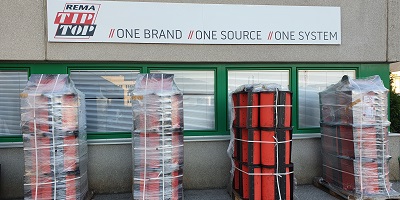 REMA
TIP
TOP
//ONE BRAND //ONE SOURCE //ONE SYSTEM